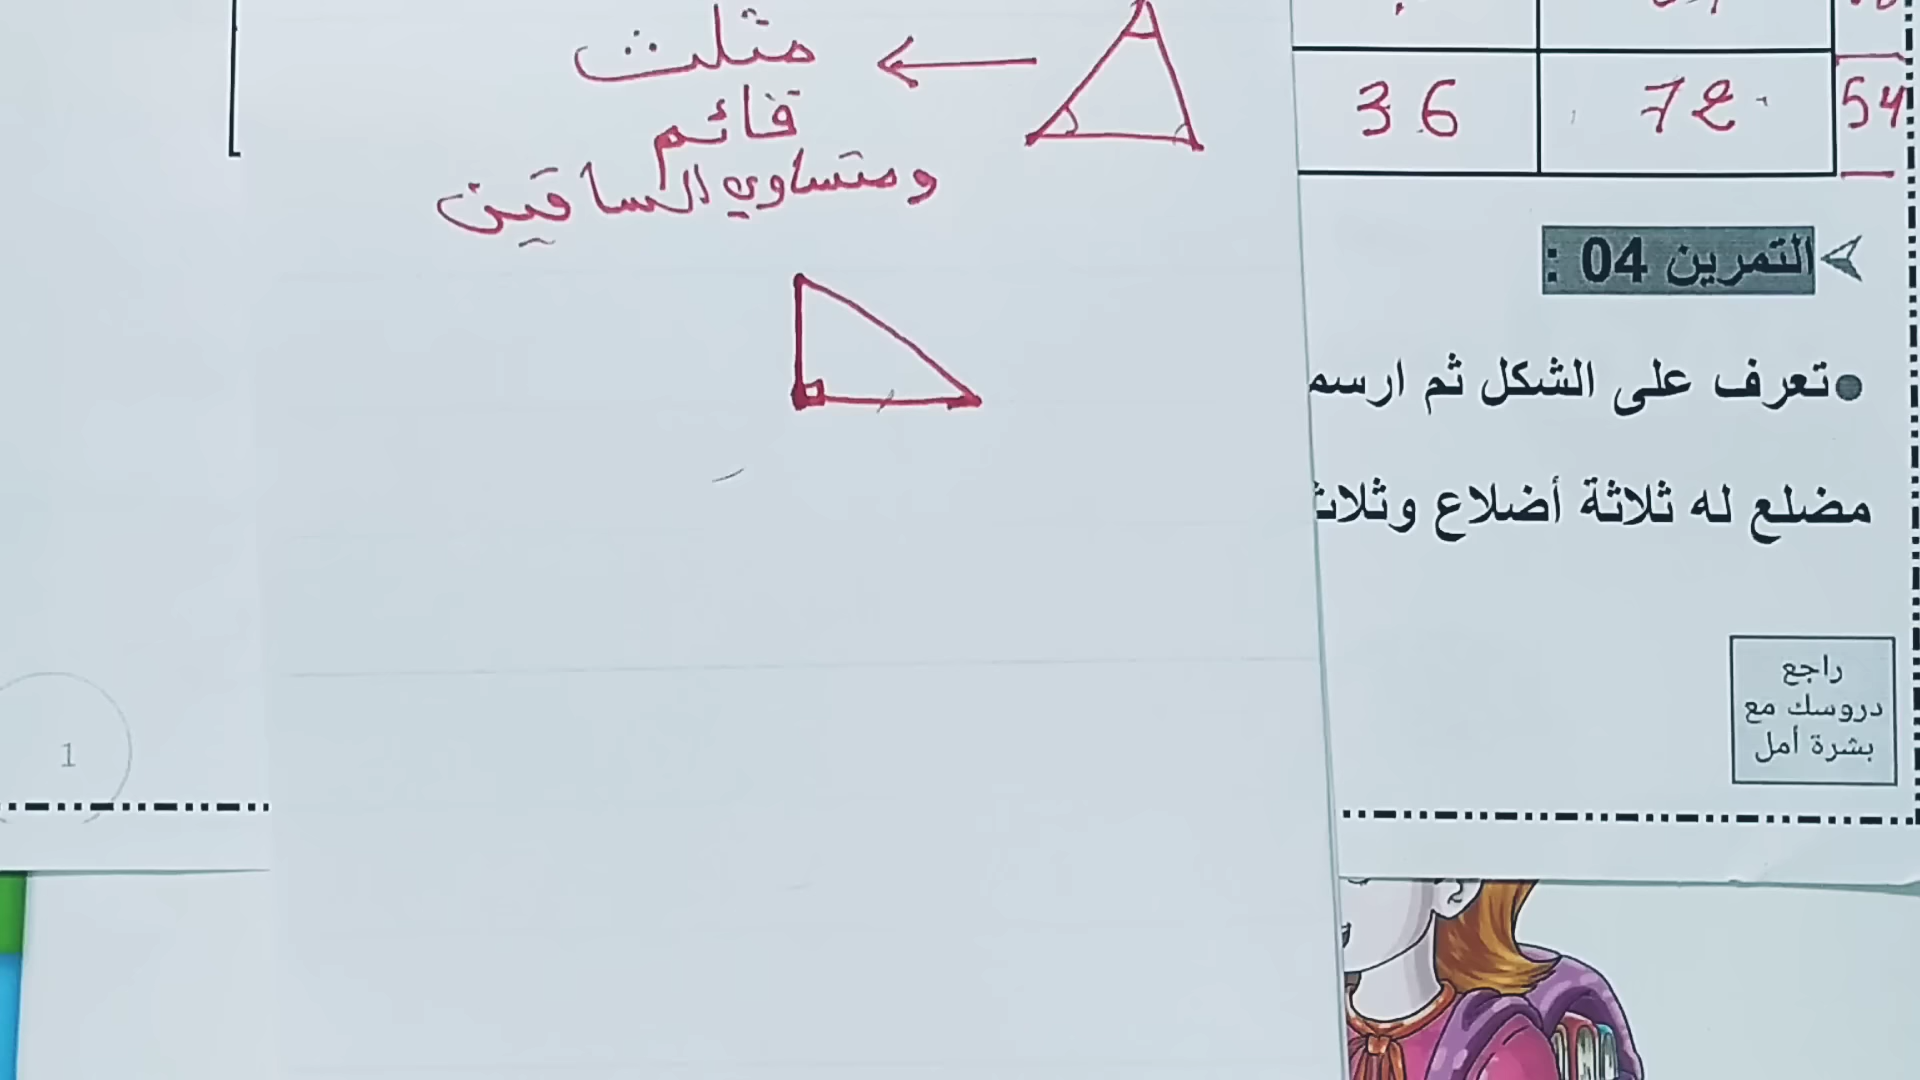 مثلث
قائم
ومتساوي الساقين
36
72
54
التمرين 04 :
تعرف على الشكل ثم ارسم
مضلع له ثلاثة أضلاع
راجع
دروسك مع
بشرة أمل
1